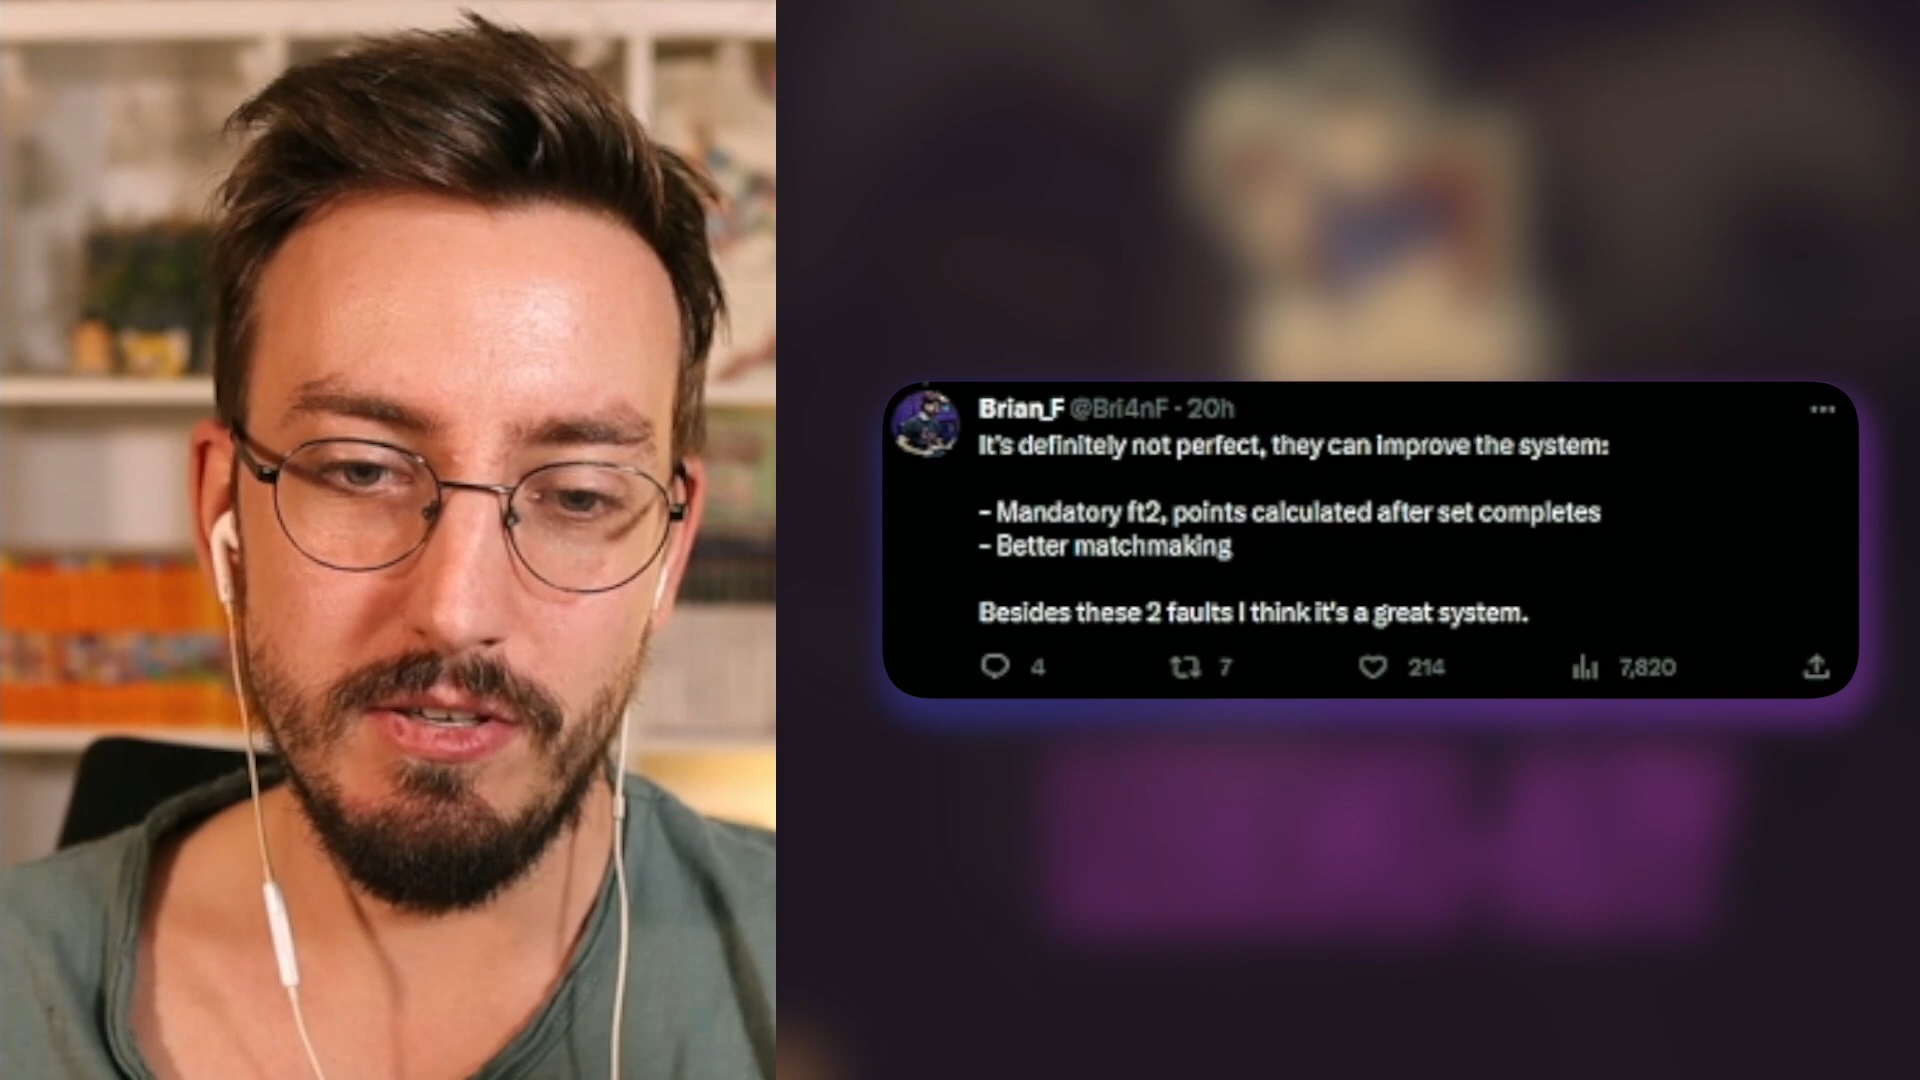 Brian_F @Bri4nF · 20h
It's definitely not perfect, they can improve the system:
- Mandatory ft2, points calculated after set completes
- Better matchmaking
Besides these 2 faults I think it's a great system.
4 7 214 7,820